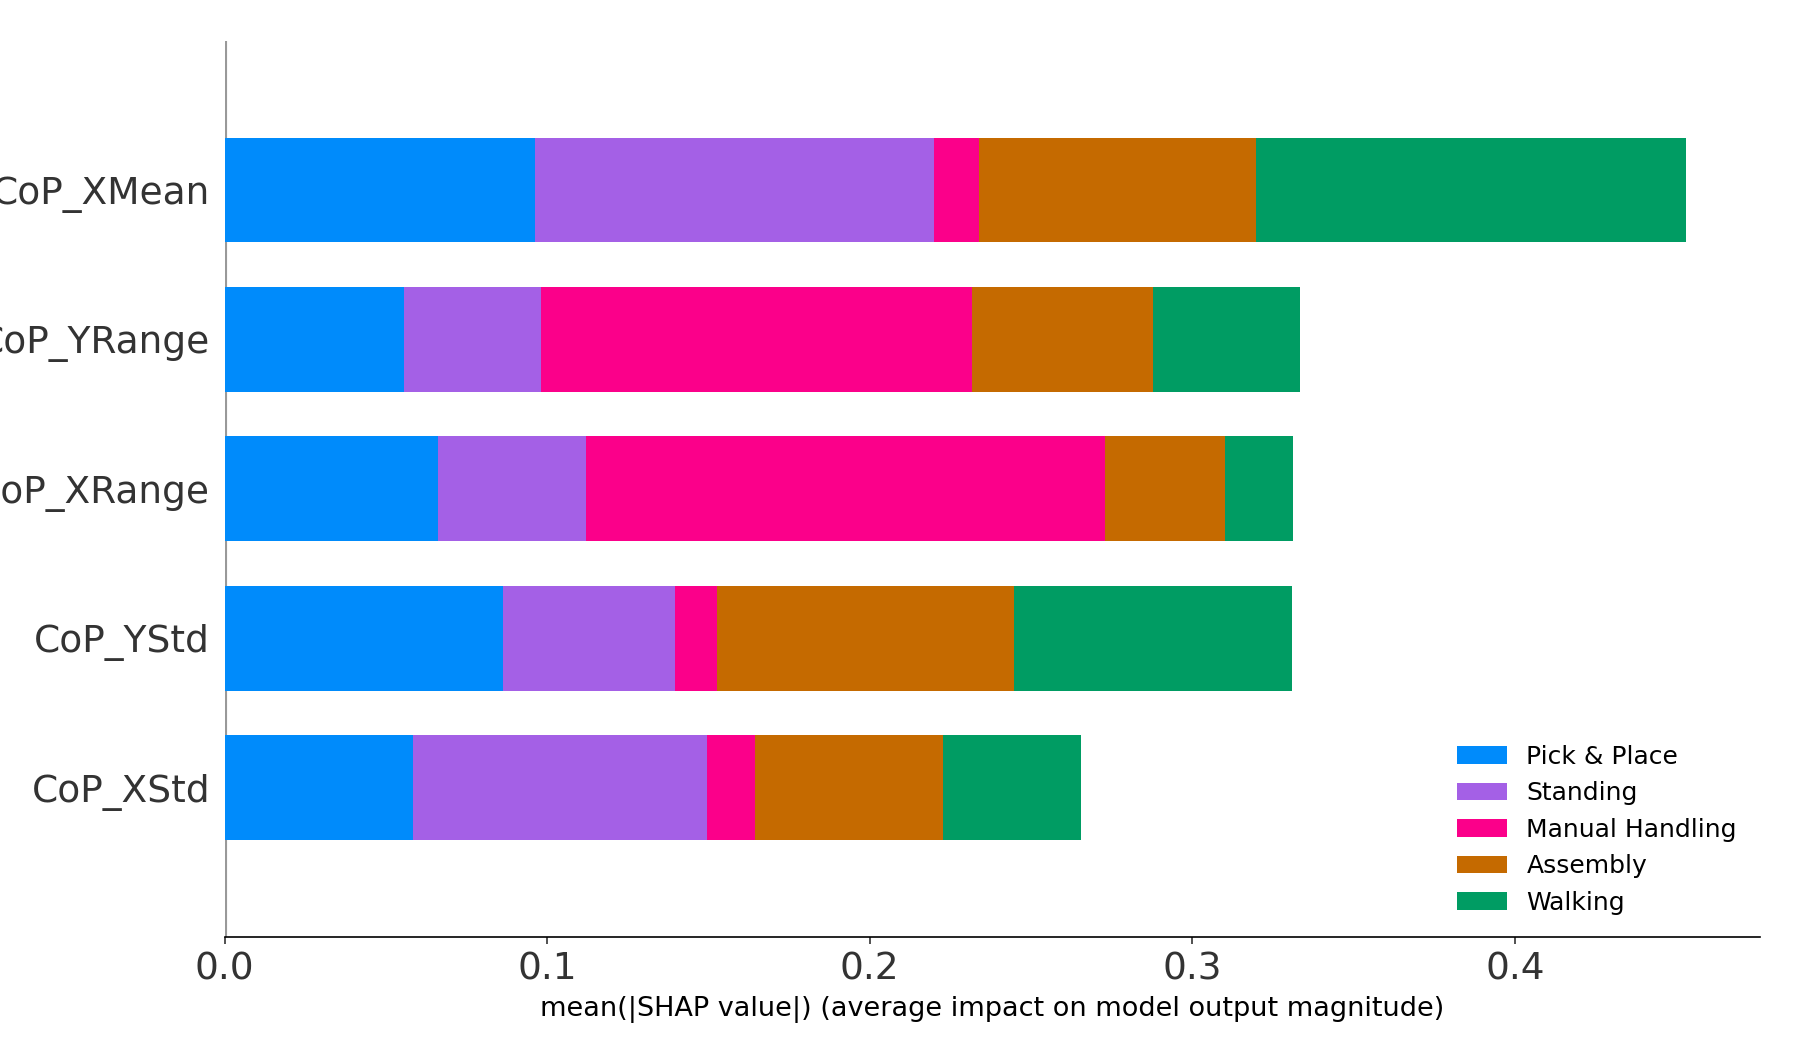 CoP_XMean
CoP_YRange
oP_XRange
CoP_YStd
CoP_XStd
Pick & Place
Standing
Manual Handling
Assembly
Walking
0.0 0.1 0.2 0.3 0.4
mean(|SHAP value|) (average impact on model output magnitude)